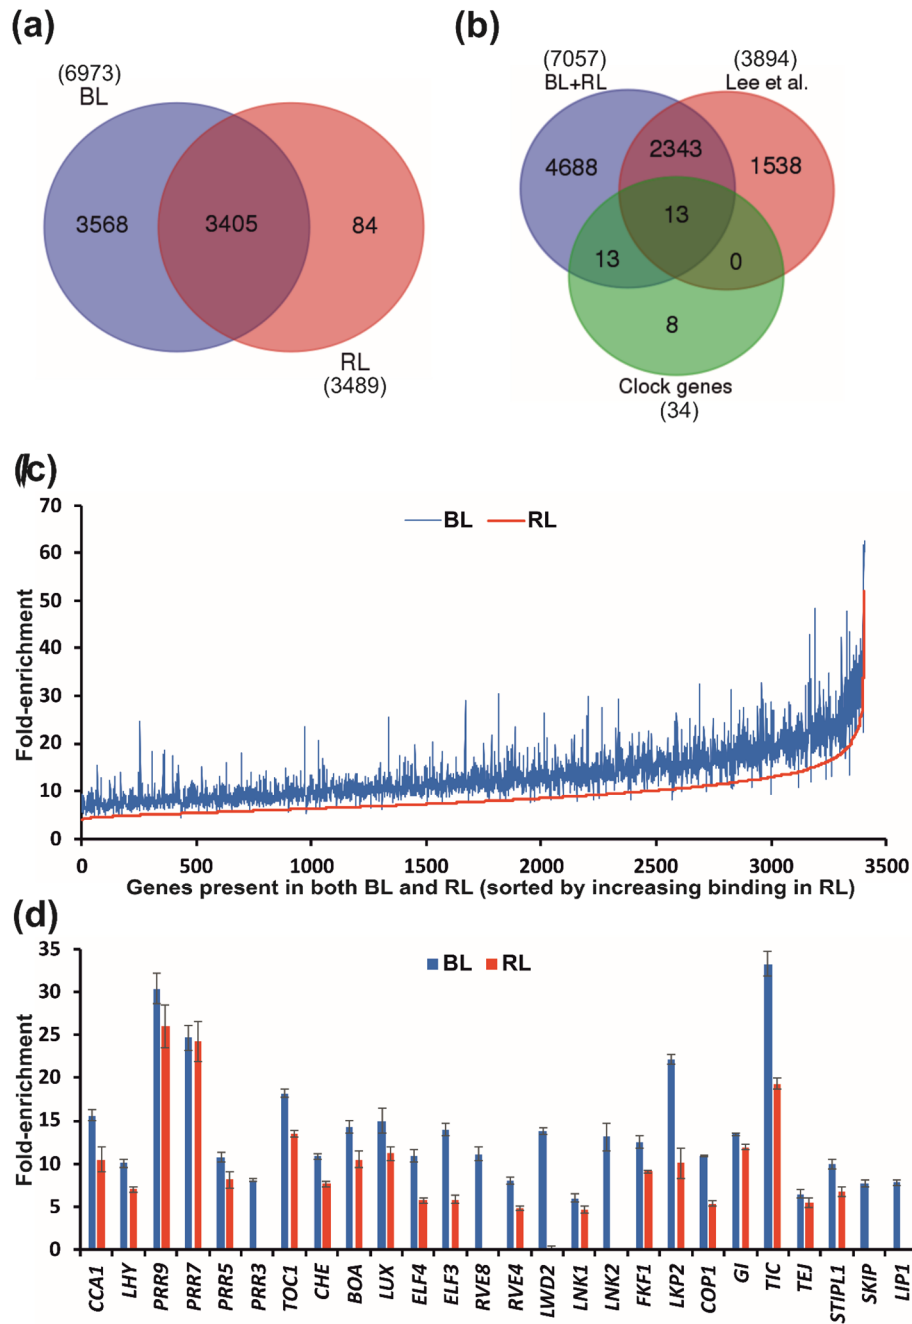 (a)
(6973)
BL
3568
3405
84
RL
(3489)
(b)
(7057)
BL+RL
(3894)
Lee et al.
4688
2343
1538
13
13
0
8
Clock genes
(34)
(c)
BL RL
Fold-enrichment
70
60
50
40
30
20
10
0
0 500 1000 1500 2000 2500 3000 3500
Genes present in both BL and RL (sorted by increasing binding in RL)
(d)
BL RL
Fold-enrichment
35
30
25
20
15
10
5
0
CCA1 LHY PRR9 PRR7 PRR5 PRR3 TOC1 CHE BOA LUX ELF4 ELF3 RVE8 RVE4 LWD2 LNK1 LNK2 FKF1 LKP2 COP1 GI TIC TEJ STIPL1 SKIP LIP1